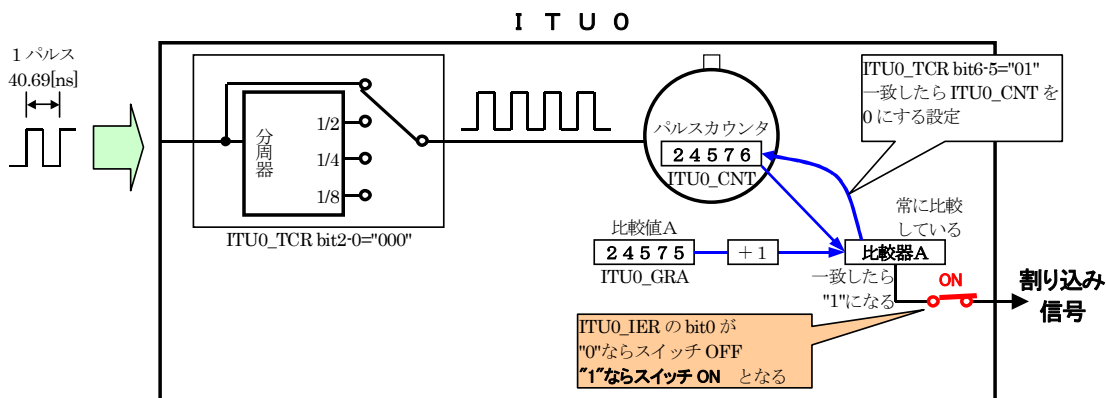 ＩＴＵ０
1 パルス
40.69[ns]
分周器
1/2
1/4
1/8
ITU0_TCR bit2-0="000"
パルスカウンタ
２４５７６
ITU0_CNT
ITU0_TCR bit6-5="01"
一致したら ITU0_CNT を
0 にする設定
比較値A
２４５７５
ITU0_GRA
＋1
常に比較
している
比較器A
一致したら
"1"になる
ON
割り込み
信号
ITU0_IER の bit0 が
"0"ならスイッチ OFF
"1"ならスイッチ ON　となる